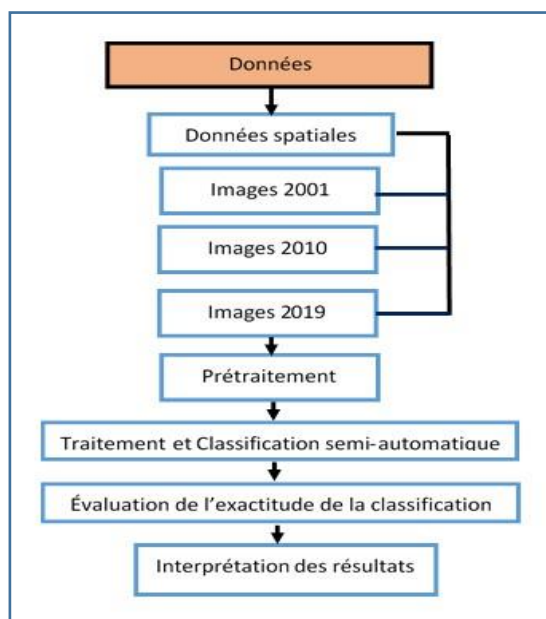 Données
Données spatiales
Images 2001
Images 2010
Images 2019
Prétraitement
Traitement et Classification semi-automatique
Évaluation de l'exactitude de la classification
Interprétation des résultats